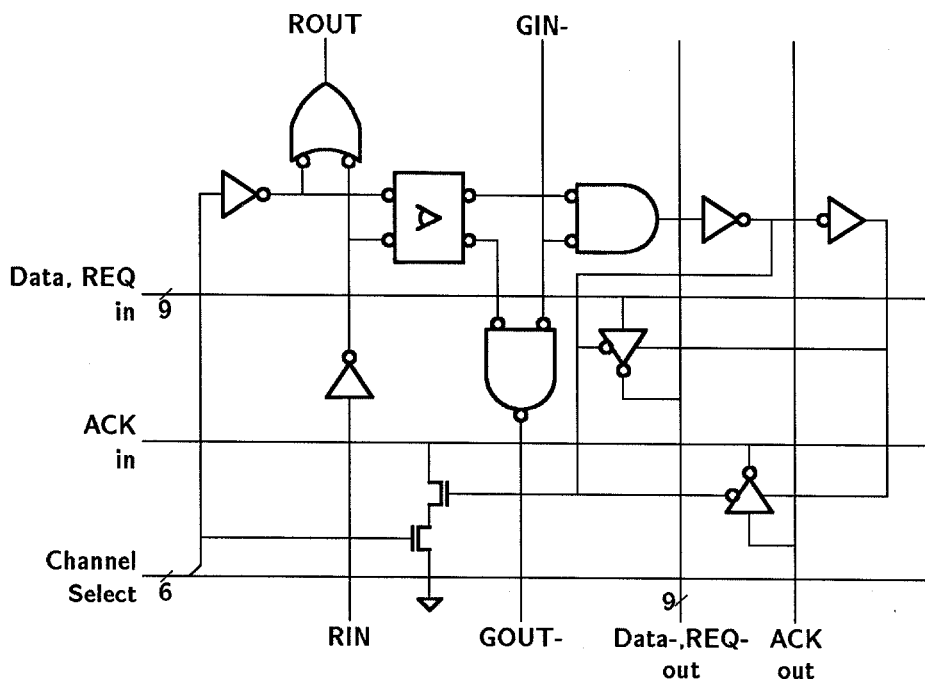 ROUT
GIN-
A
Data, REQ
in
9
ACK
in
Channel
Select
6
RIN
GOUT-
9
Data-,REQ-
out
ACK
out